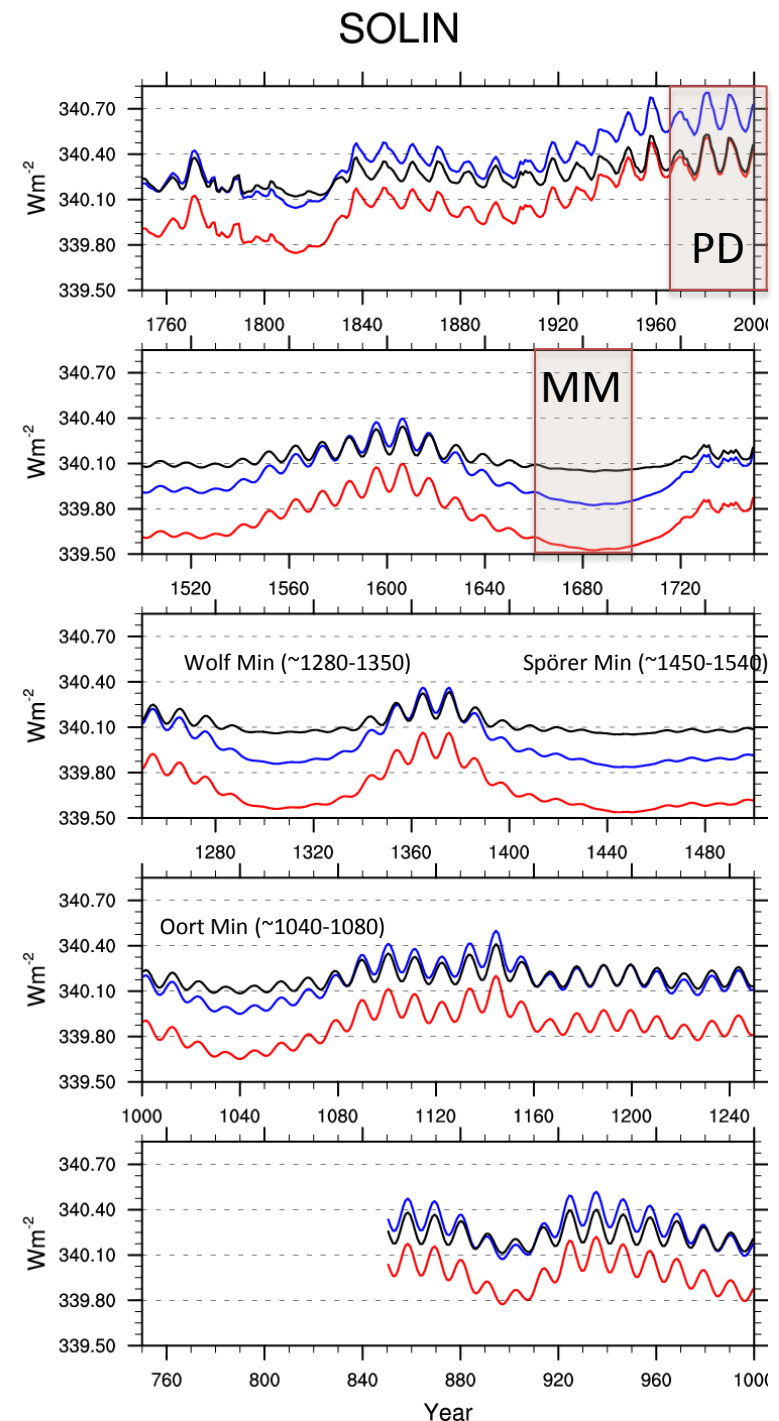 SOLIN
340.70
340.40
340.10
339.80
339.50
Wm-2
PD
1760 1800 1840 1880 1920 1960 2000
340.70
340.40
340.10
339.80
339.50
Wm-2
MM
1520 1560 1600 1640 1680 1720
340.70
340.40
340.10
339.80
339.50
Wm-2
Wolf Min (~1280-1350) Spörer Min (~1450-1540)
1280 1320 1360 1400 1440 1480
340.70
340.40
340.10
339.80
339.50
Wm-2
Oort Min (~1040-1080)
1000 1040 1080 1120 1160 1200 1240
340.70
340.40
340.10
339.80
339.50
Wm-2
760 800 840 880 920 960 1000
Year